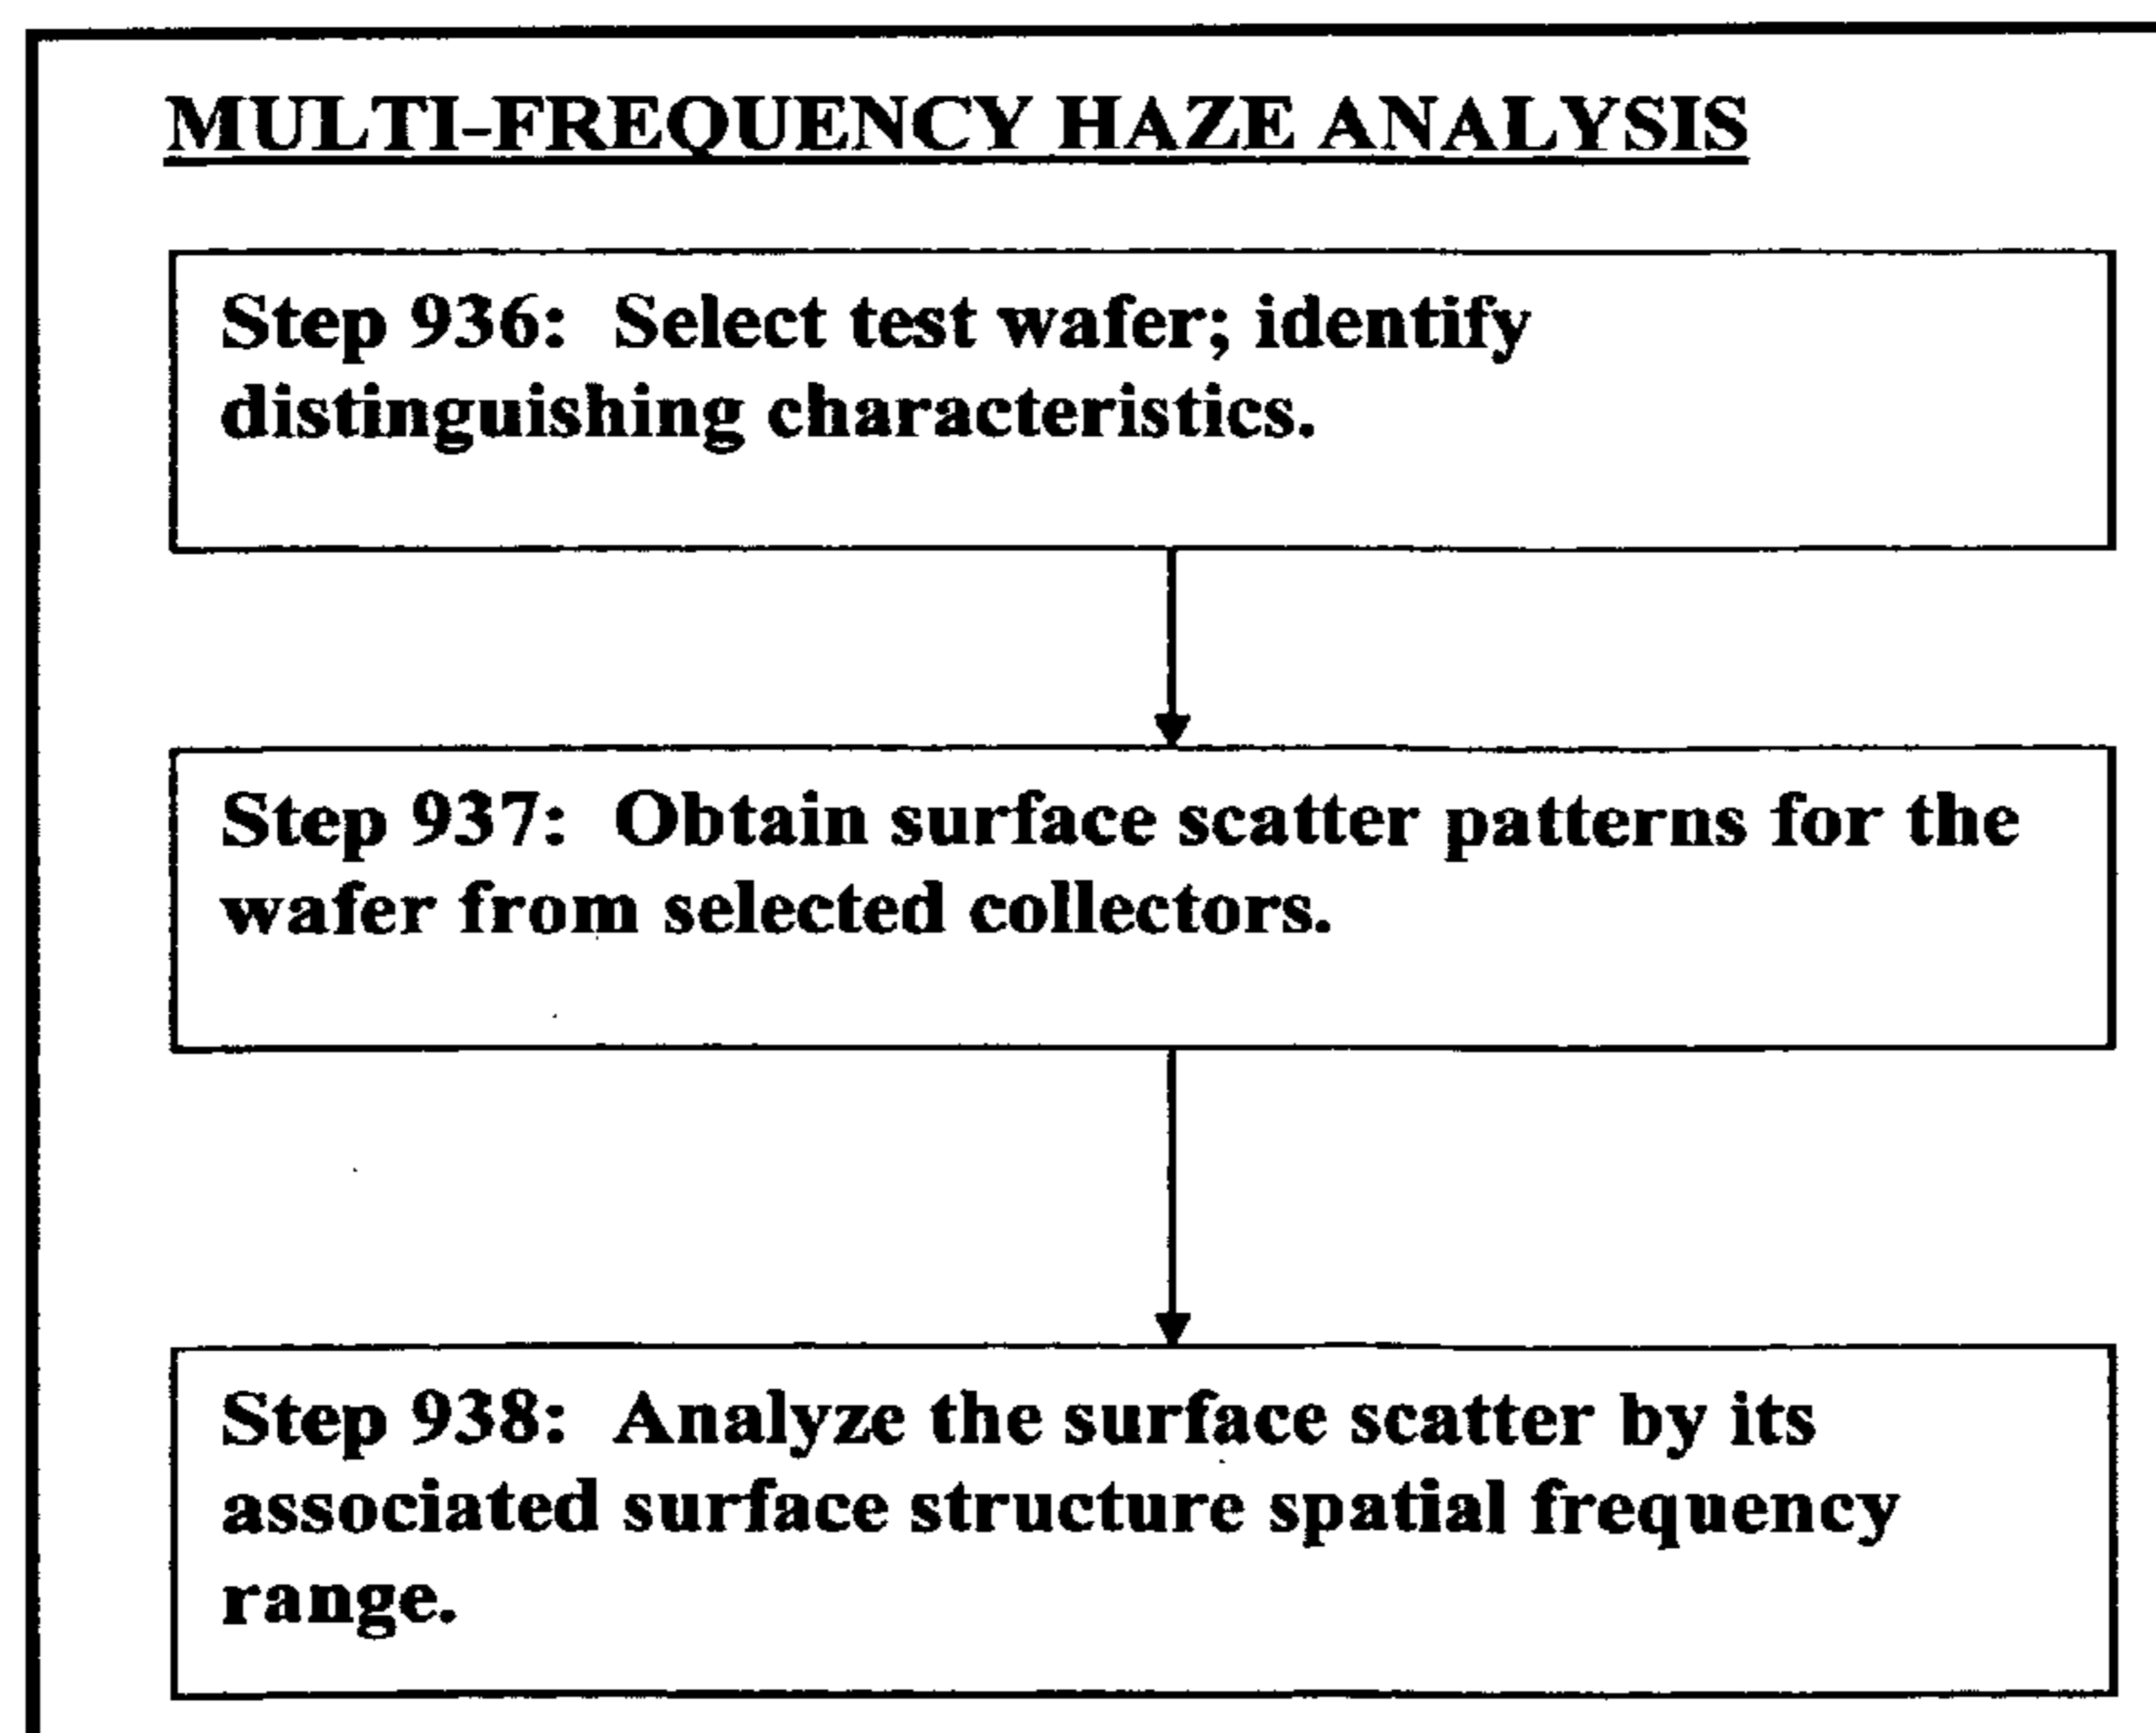 MULTI-FREQUENCY HAZE ANALYSIS
Step 936: Select test wafer; identify
distinguishing characteristics.
Step 937: Obtain surface scatter patterns for the
wafer from selected collectors.
Step 938: Analyze the surface scatter by its
associated surface structure spatial frequency
range.